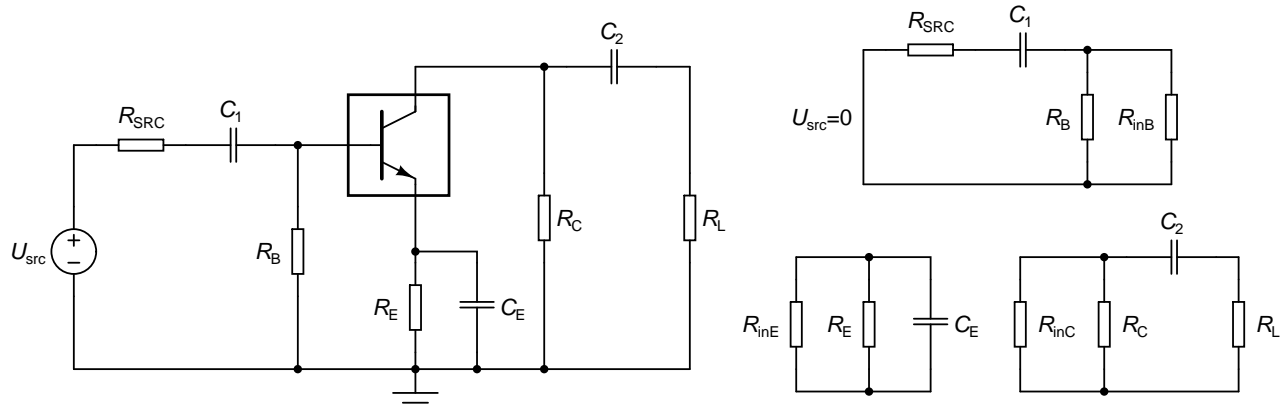 R_SRC
C_1
U_src
+
−
R_B
R_E
C_E
R_C
C_2
R_L
R_SRC
C_1
U_src=0
R_B
R_inB
R_inE
R_E
C_E
R_inC
R_C
C_2
R_L